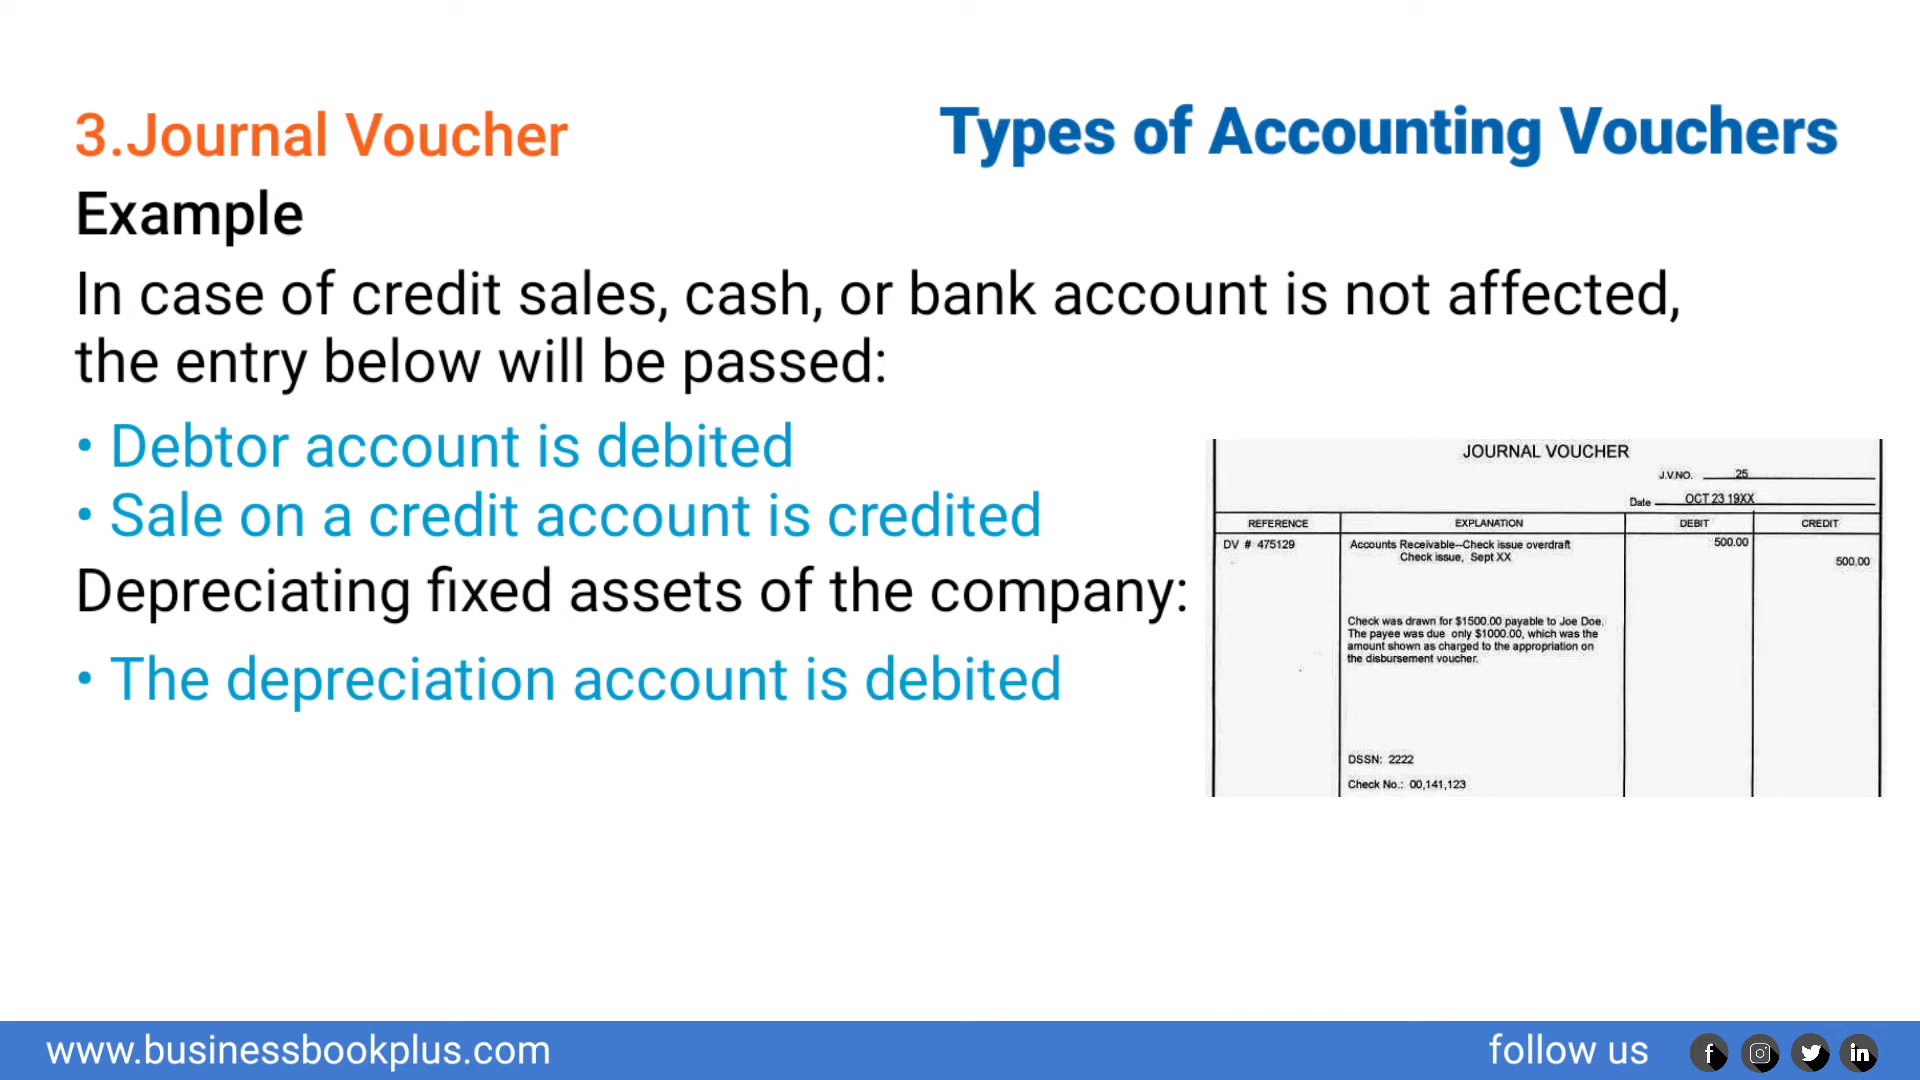 3.Journal Voucher
Types of Accounting Vouchers
Example
In case of credit sales, cash, or bank account is not affected,
the entry below will be passed:
• Debtor account is debited
• Sale on a credit account is credited
Depreciating fixed assets of the company:
• The depreciation account is debited
JOURNAL VOUCHER
J.V.NO. 25
Date OCT 23 19XX
REFERENCE EXPLANATION DEBIT CREDIT
DV # 475129 Accounts Receivable--Check issue overdraft 500.00
Check issue, Sept XX 500.00
Check was drawn for $1500.00 payable to Joe Doe.
The payee was due only $1000.00, which was the
amount shown as charged to the appropriation on
the disbursement voucher.
DSSN: 2222
Check No.: 00,141,123
www.businessbookplus.com follow us